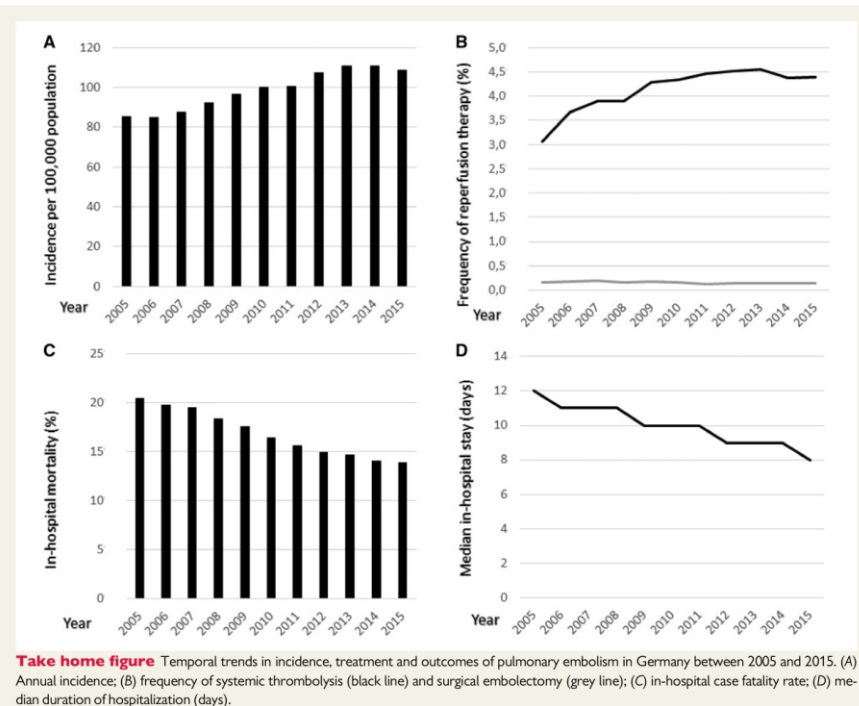 A
Incidence per 100,000 population
120
100
80
60
40
20
0
Year
2005 2006 2007 2008 2009 2010 2011 2012 2013 2014 2015
B
Frequency of reperfusion therapy (%)
5,0
4,5
4,0
3,5
3,0
2,5
2,0
1,5
1,0
0,5
0,0
Year
2005 2006 2007 2008 2009 2010 2011 2012 2013 2014 2015
C
In-hospital mortality (%)
25
20
15
10
5
0
Year
2005 2006 2007 2008 2009 2010 2011 2012 2013 2014 2015
D
Median in-hospital stay (days)
14
12
10
8
6
4
2
0
Year
2005 2006 2007 2008 2009 2010 2011 2012 2013 2014 2015
Take home figure Temporal trends in incidence, treatment and outcomes of pulmonary embolism in Germany between 2005 and 2015. (A)
Annual incidence; (B) frequency of systemic thrombolysis (black line) and surgical embolectomy (grey line); (C) in-hospital case fatality rate; (D) me-
dian duration of hospitalization (days).